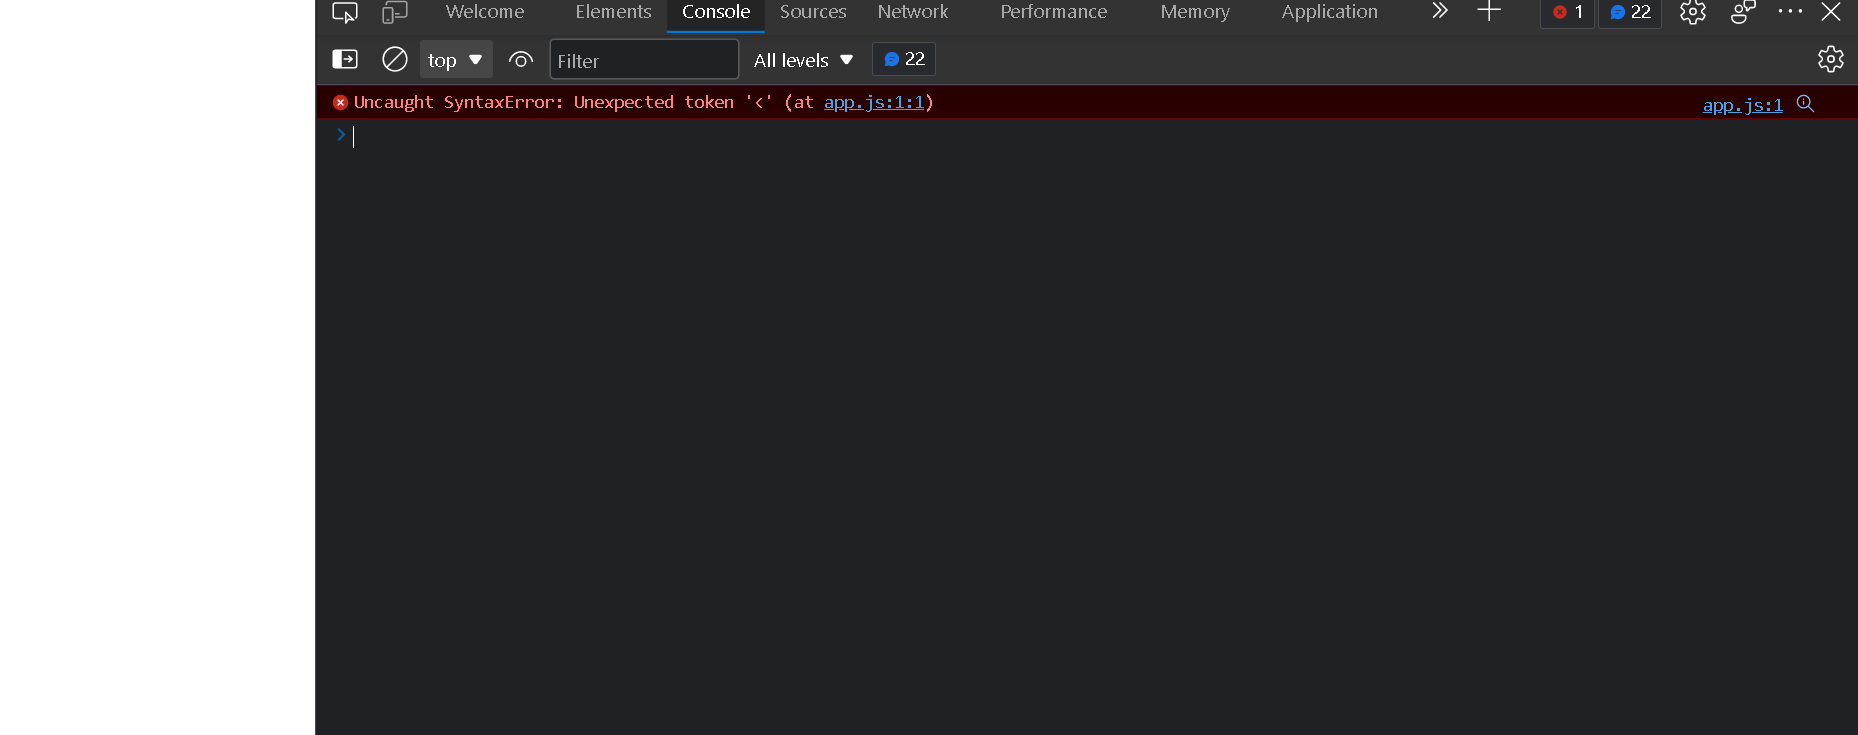 Welcome Elements Console Sources Network Performance Memory Application 1 22
top Filter All levels 22
Uncaught SyntaxError: Unexpected token '<' (at app.js:1:1) app.js:1